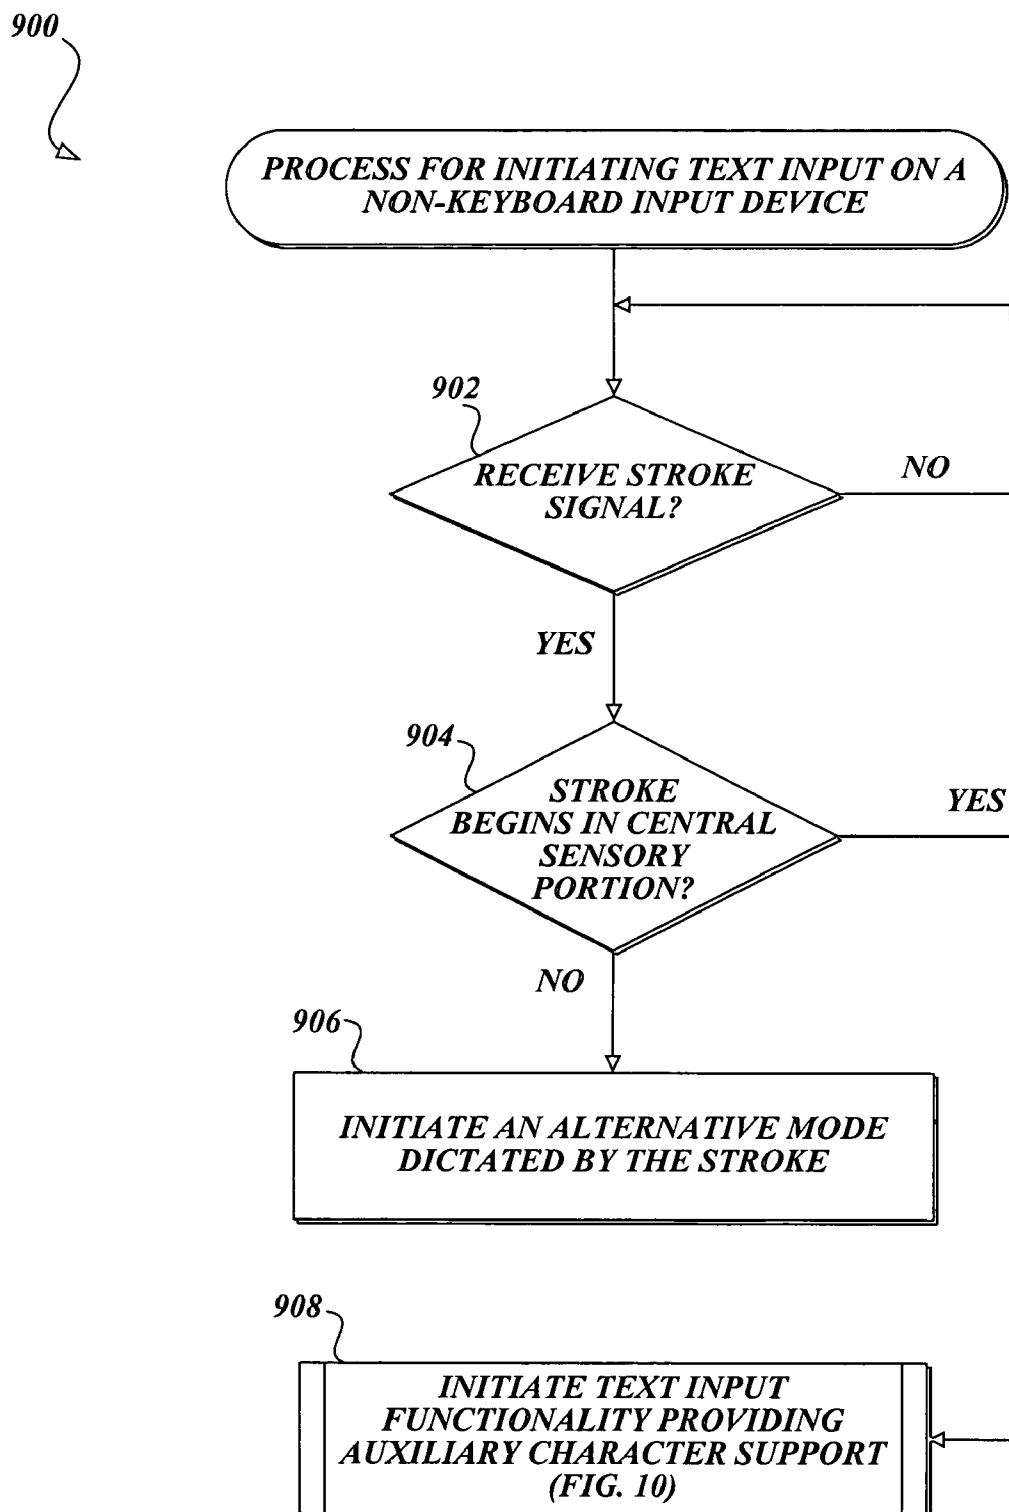 900
PROCESS FOR INITIATING TEXT INPUT ON A
NON-KEYBOARD INPUT DEVICE
902
RECEIVE STROKE
SIGNAL?
NO
YES
904
STROKE
BEGINS IN CENTRAL
SENSORY
PORTION?
YES
NO
906
INITIATE AN ALTERNATIVE MODE
DICTATED BY THE STROKE
908
INITIATE TEXT INPUT
FUNCTIONALITY PROVIDING
AUXILIARY CHARACTER SUPPORT
(FIG. 10)